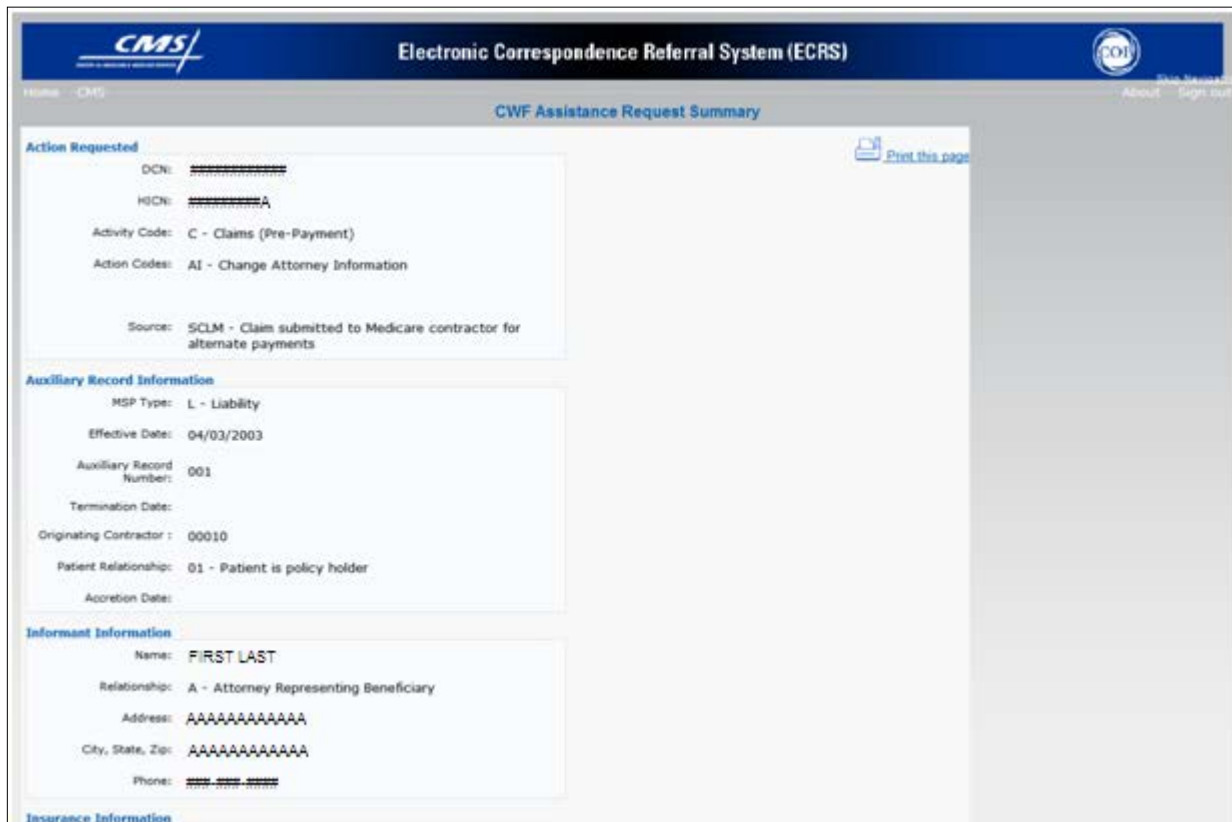 CMS
Electronic Correspondence Referral System (ECRS)
COB
Skip Navigation
Home CMS
About Sign out
CWF Assistance Request Summary
Action Requested
Print this page
DCN: ############
HICN: #########A
Activity Code: C - Claims (Pre-Payment)
Action Codes: AI - Change Attorney Information
Source: SCLM - Claim submitted to Medicare contractor for
alternate payments
Auxiliary Record Information
MSP Type: L - Liability
Effective Date: 04/03/2003
Auxilliary Record
Number: 001
Termination Date:
Originating Contractor : 00010
Patient Relationship: 01 - Patient is policy holder
Accretion Date:
Informant Information
Name: FIRST LAST
Relationship: A - Attorney Representing Beneficiary
Address: AAAAAAAAAAAA
City, State, Zip: AAAAAAAAAAAA
Phone: ###-###-####
Insurance Information